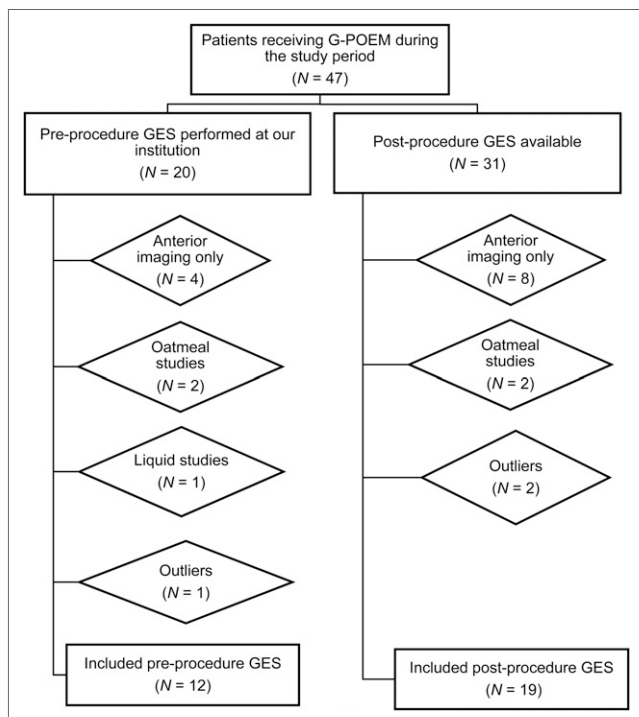 Patients receiving G-POEM during
the study period
(N = 47)
Pre-procedure GES performed at our
institution
(N = 20)
Post-procedure GES available
(N = 31)
Anterior
imaging only
(N = 4)
Anterior
imaging only
(N = 8)
Oatmeal
studies
(N = 2)
Oatmeal
studies
(N = 2)
Liquid studies
(N = 1)
Outliers
(N = 2)
Outliers
(N = 1)
Included pre-procedure GES
(N = 12)
Included post-procedure GES
(N = 19)